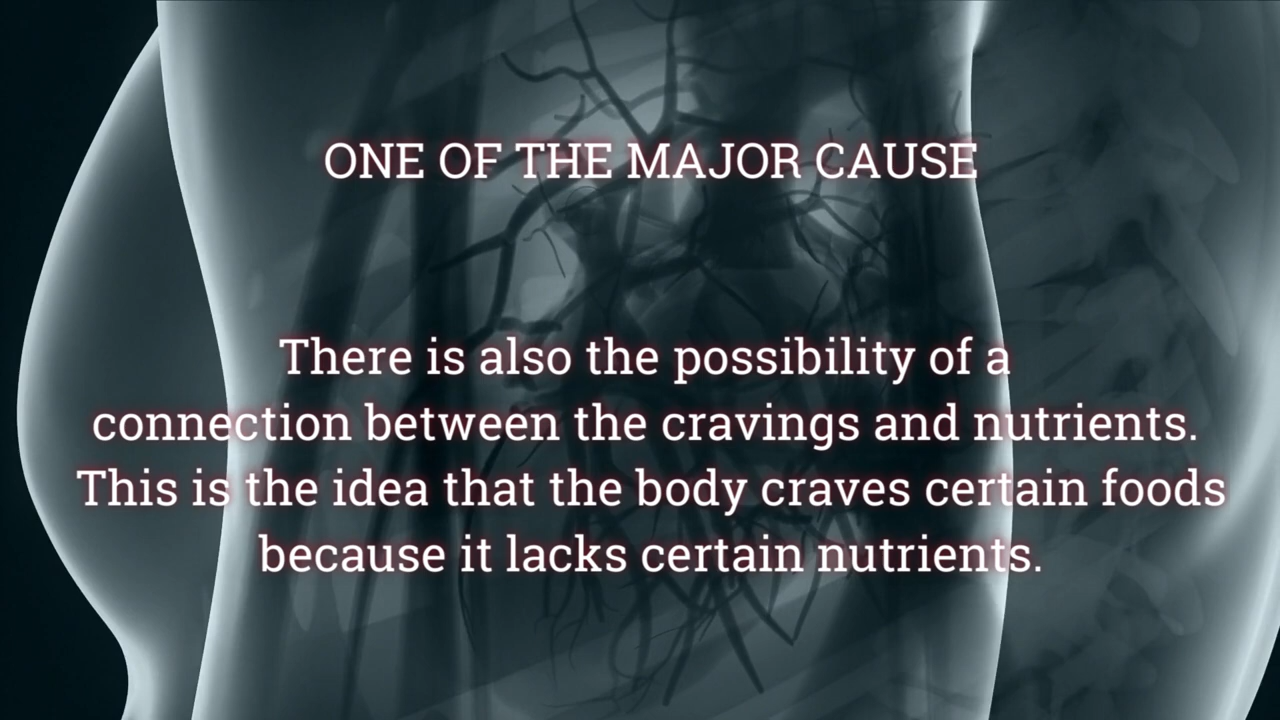 ONE OF THE MAJOR CAUSE
There is also the possibility of a
connection between the cravings and nutrients.
This is the idea that the body craves certain foods
because it lacks certain nutrients.